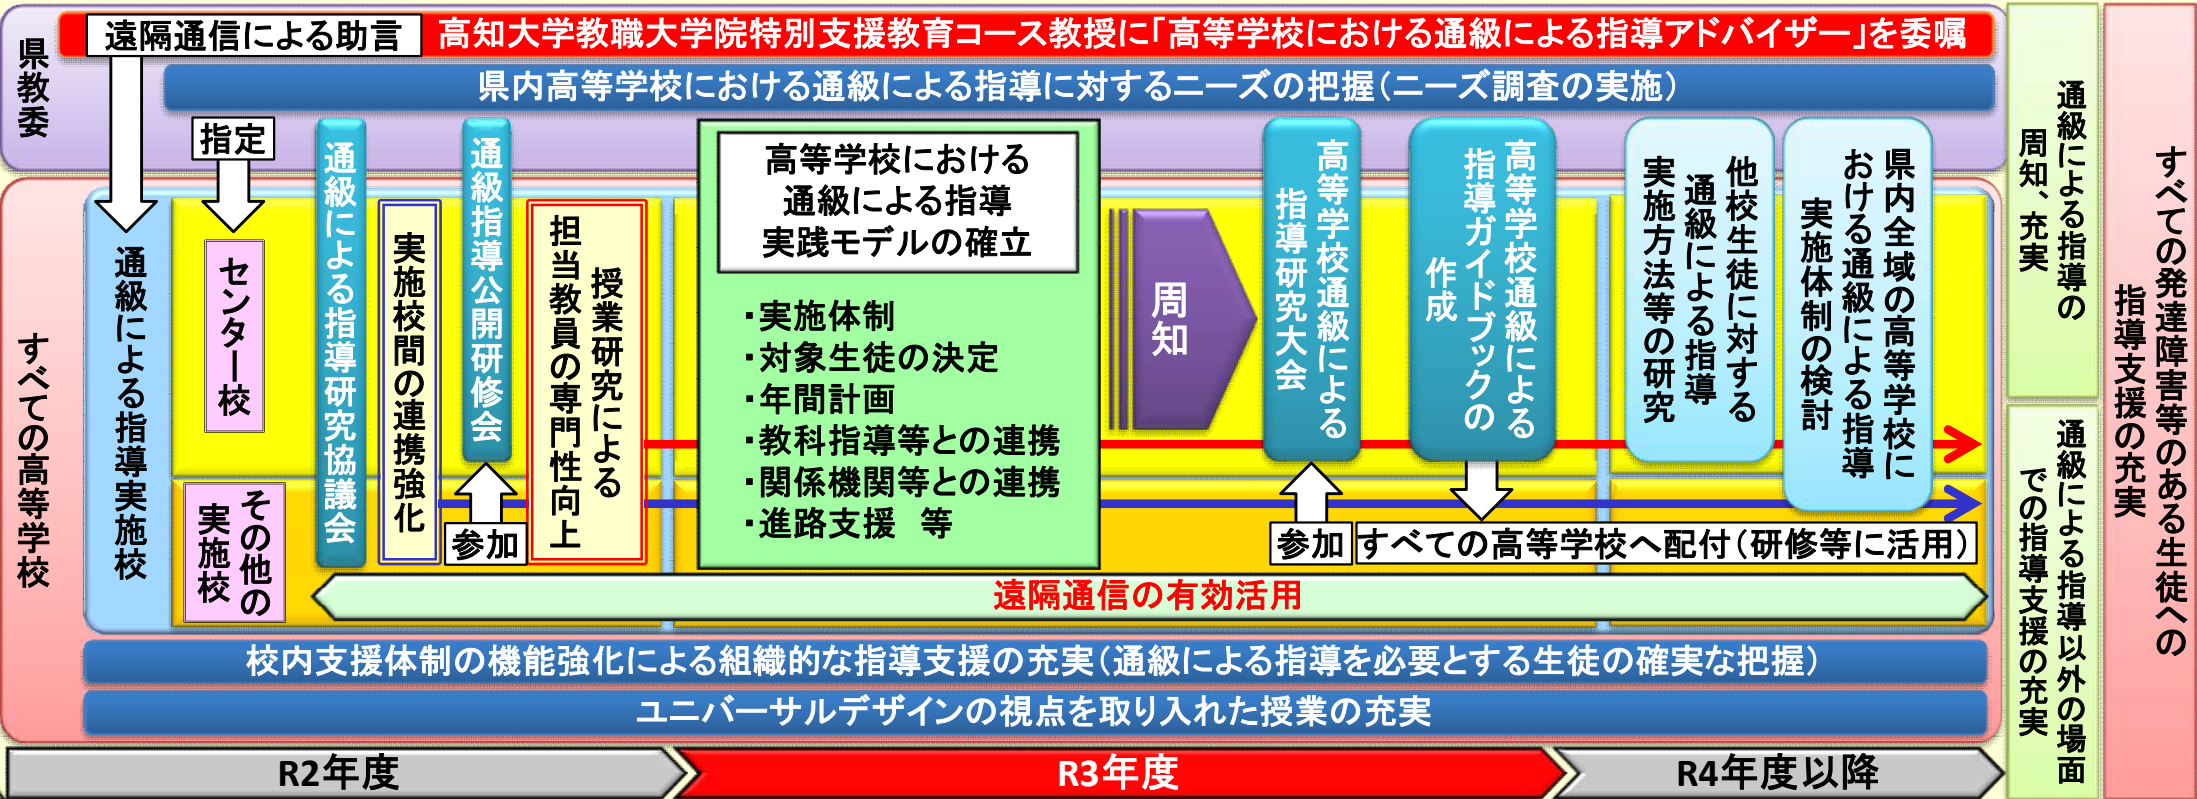 県教委
遠隔通信による助言
高知大学教職大学院特別支援教育コース教授に「高等学校における通級による指導アドバイザー」を委嘱
県内高等学校における通級による指導に対するニーズの把握(ニーズ調査の実施)
指定
すべての高等学校
通級による指導実施校
センター校
その他の
実施校
通級による指導研究協議会
実施校間の連携強化
通級指導公開研修会
参加
授業研究による
担当教員の専門性向上
高等学校における
通級による指導
実践モデルの確立
・実施体制
・対象生徒の決定
・年間計画
・教科指導等との連携
・関係機関等との連携
・進路支援 等
周知
高等学校通級による
指導研究大会
参加
高等学校通級による
指導ガイドブックの
作成
すべての高等学校へ配付(研修等に活用)
他校生徒に対する
通級による指導
実施方法等の研究
県内全域の高等学校に
おける通級による指導
実施体制の検討
遠隔通信の有効活用
校内支援体制の機能強化による組織的な指導支援の充実(通級による指導を必要とする生徒の確実な把握)
ユニバーサルデザインの視点を取り入れた授業の充実
R2年度
R3年度
R4年度以降
通級による指導の
周知、充実
通級による指導以外の場面
での指導支援の充実
すべての発達障害等のある生徒への
指導支援の充実